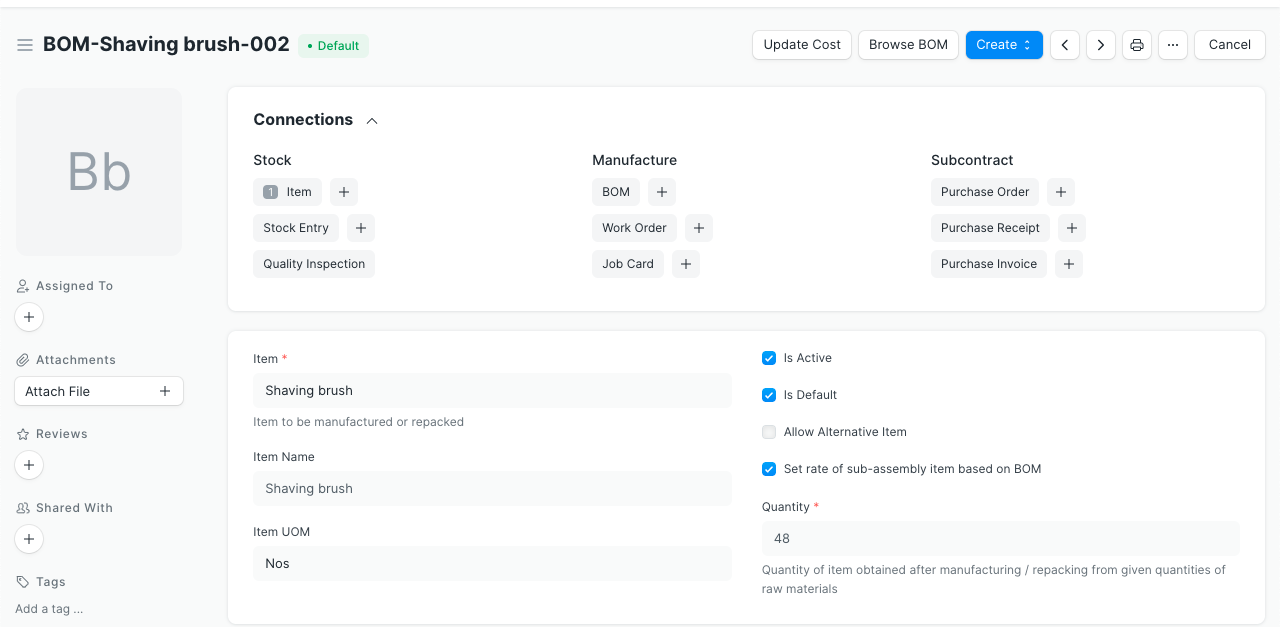 BOM-Shaving brush-002
• Default
Update Cost
Browse BOM
Create
...
Cancel
Bb
Assigned To
Attachments
Attach File
Reviews
Shared With
Tags
Add a tag ...
Connections
Stock
1 Item
Stock Entry
Quality Inspection
Manufacture
BOM
Work Order
Job Card
Subcontract
Purchase Order
Purchase Receipt
Purchase Invoice
Item *
Shaving brush
Item to be manufactured or repacked
Item Name
Shaving brush
Item UOM
Nos
Is Active
Is Default
Allow Alternative Item
Set rate of sub-assembly item based on BOM
Quantity *
48
Quantity of item obtained after manufacturing / repacking from given quantities of
raw materials